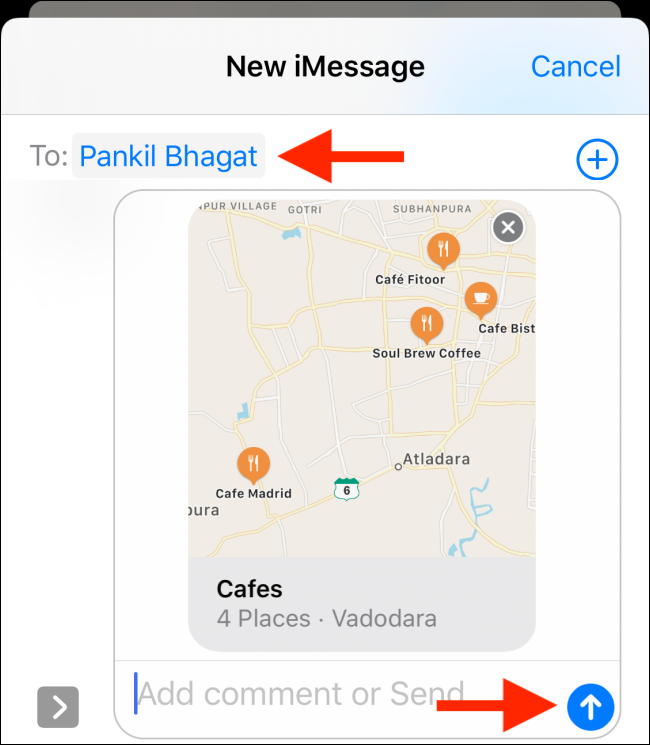 New iMessage
Cancel
To: Pankil Bhagat
PUR VILLAGE
GOTRI
SUBHANPURA
Café Fitoor
Cafe Bist
Soul Brew Coffee
Atladara
Cafe Madrid
6
pura
Cafes
4 Places · Vadodara
Add comment or Send